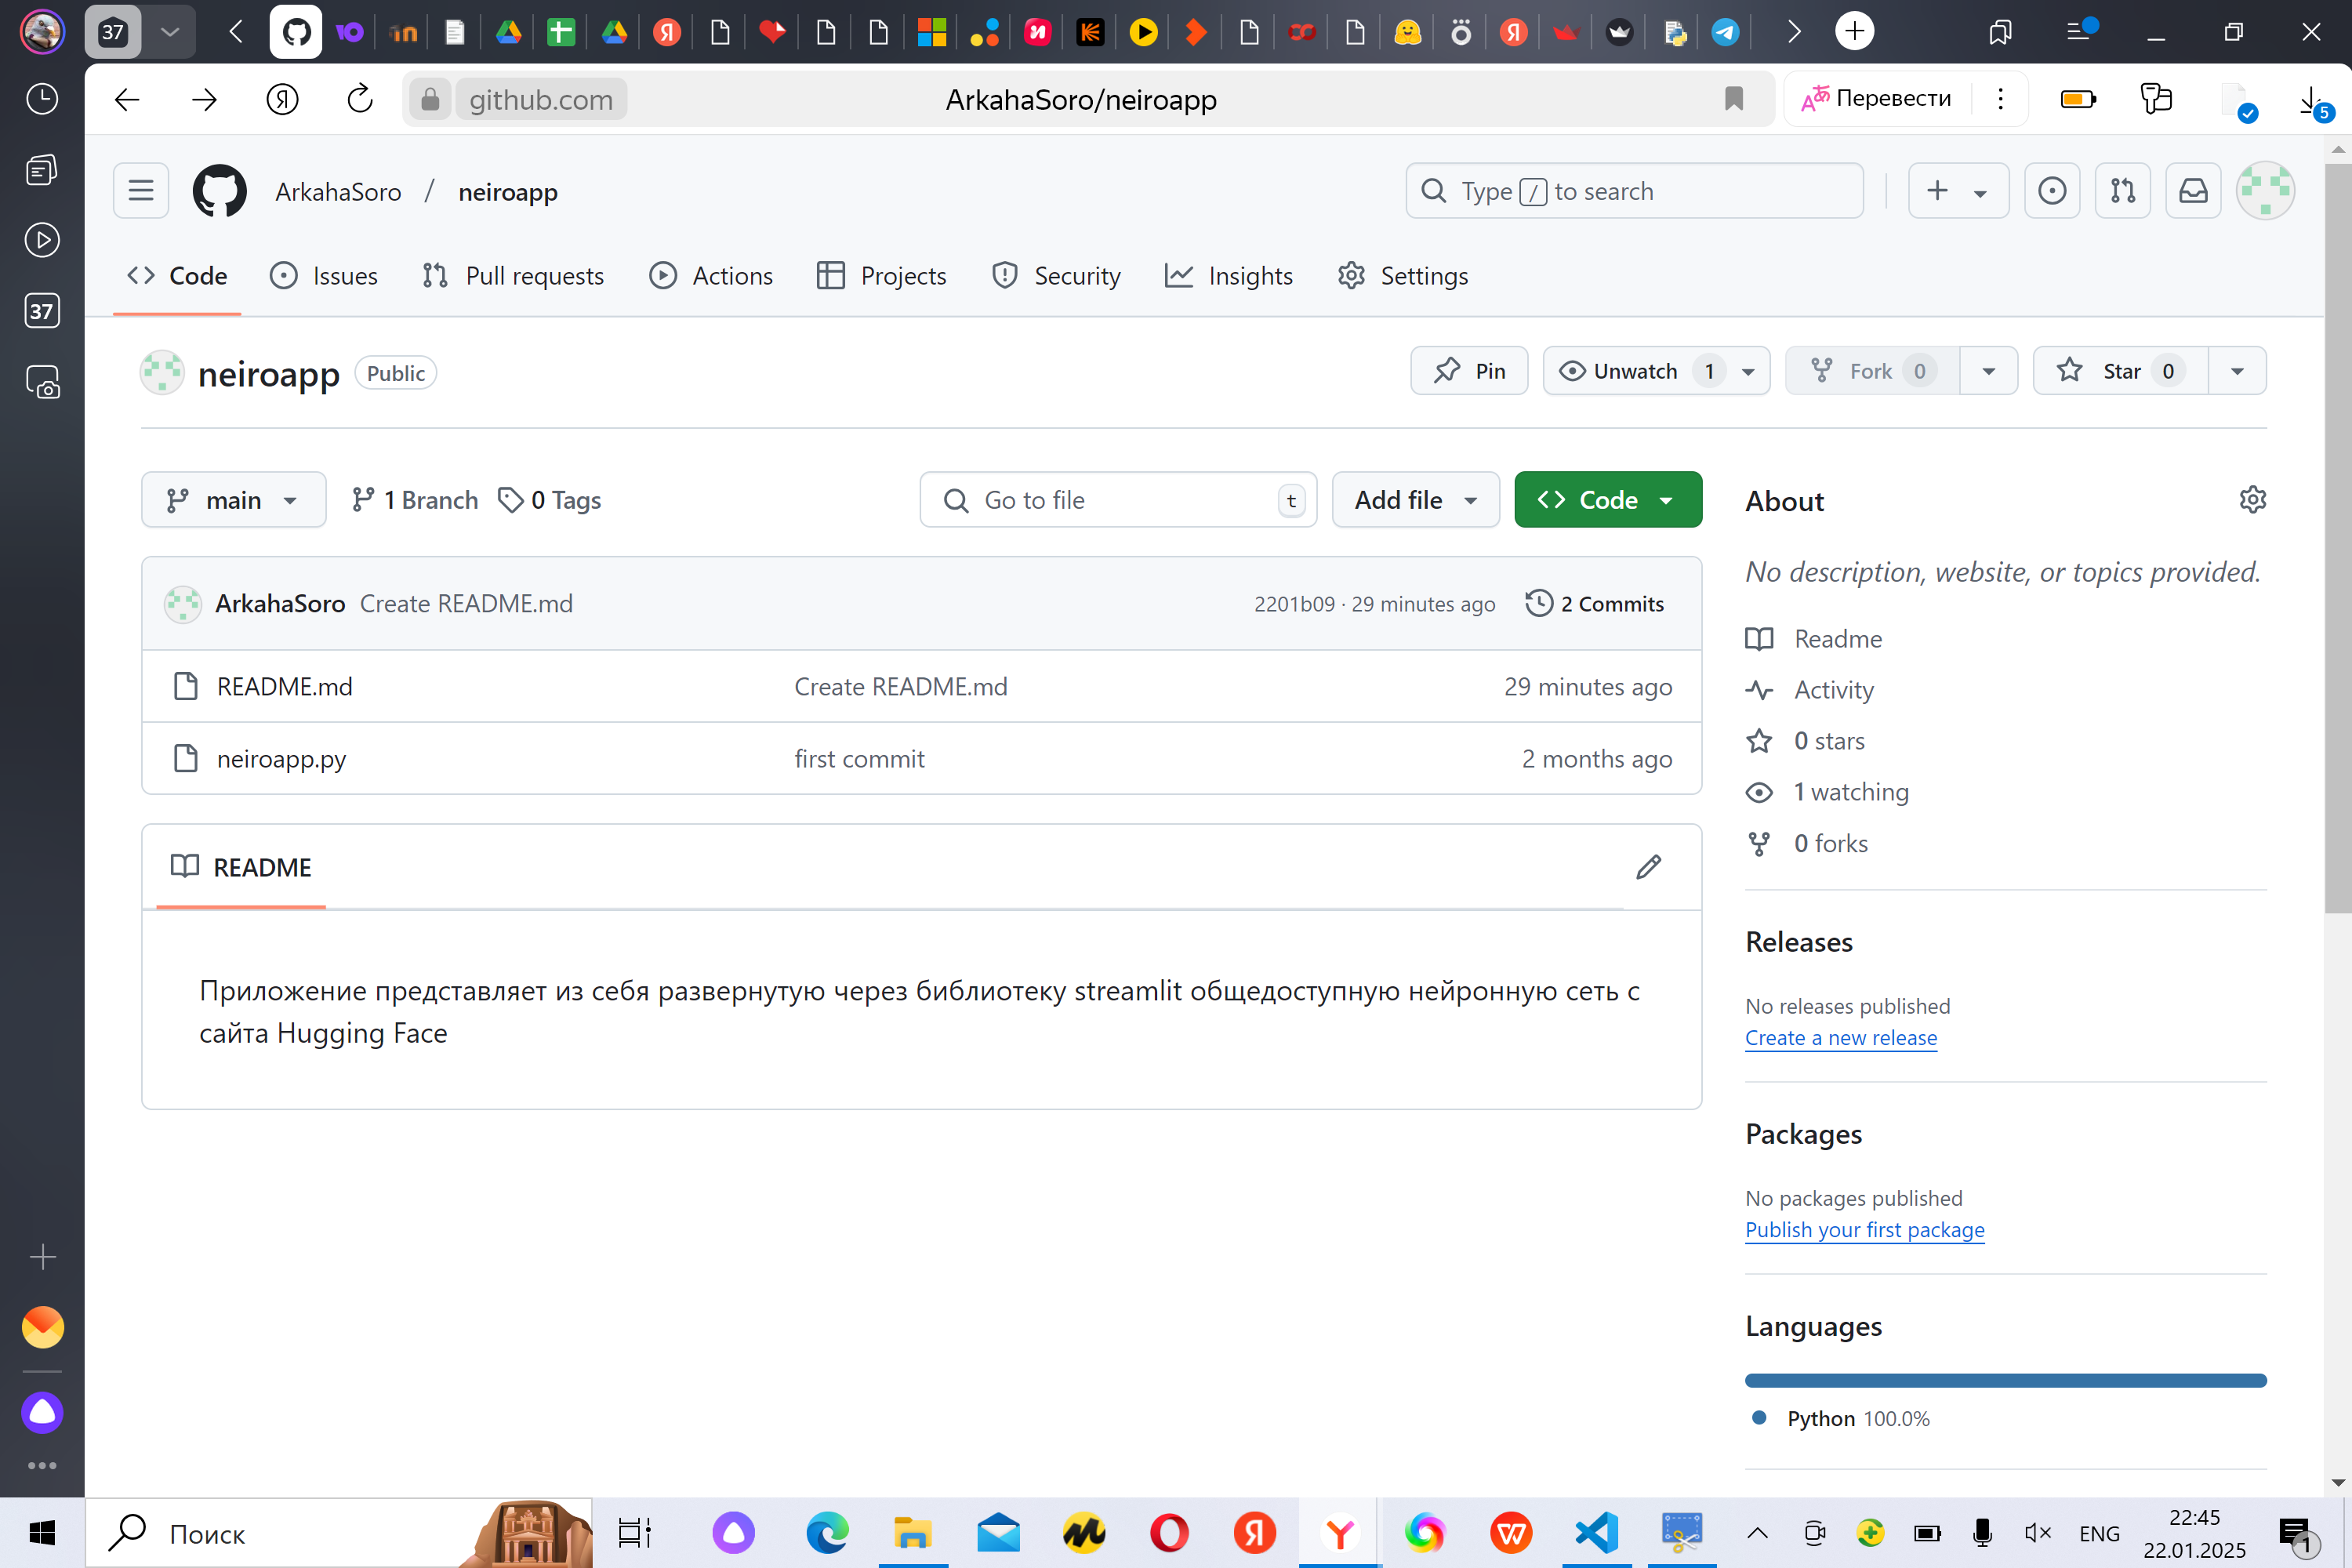 37
github.com
ArkahaSoro/neiroapp
Перевести
5
37
ArkahaSoro / neiroapp
Type / to search
Code
Issues
Pull requests
Actions
Projects
Security
Insights
Settings
neiroapp
Public
Pin
Unwatch 1
Fork 0
Star 0
main
1 Branch
0 Tags
Go to file
t
Add file
Code
ArkahaSoro Create README.md
2201b09 · 29 minutes ago
2 Commits
README.md
Create README.md
29 minutes ago
neiroapp.py
first commit
2 months ago
README
Приложение представляет из себя развернутую через библиотеку streamlit общедоступную нейронную сеть с
сайта Hugging Face
About
No description, website, or topics provided.
Readme
Activity
0 stars
1 watching
0 forks
Releases
No releases published
Create a new release
Packages
No packages published
Publish your first package
Languages
Python 100.0%
Поиск
ENG
22:45
22.01.2025
1